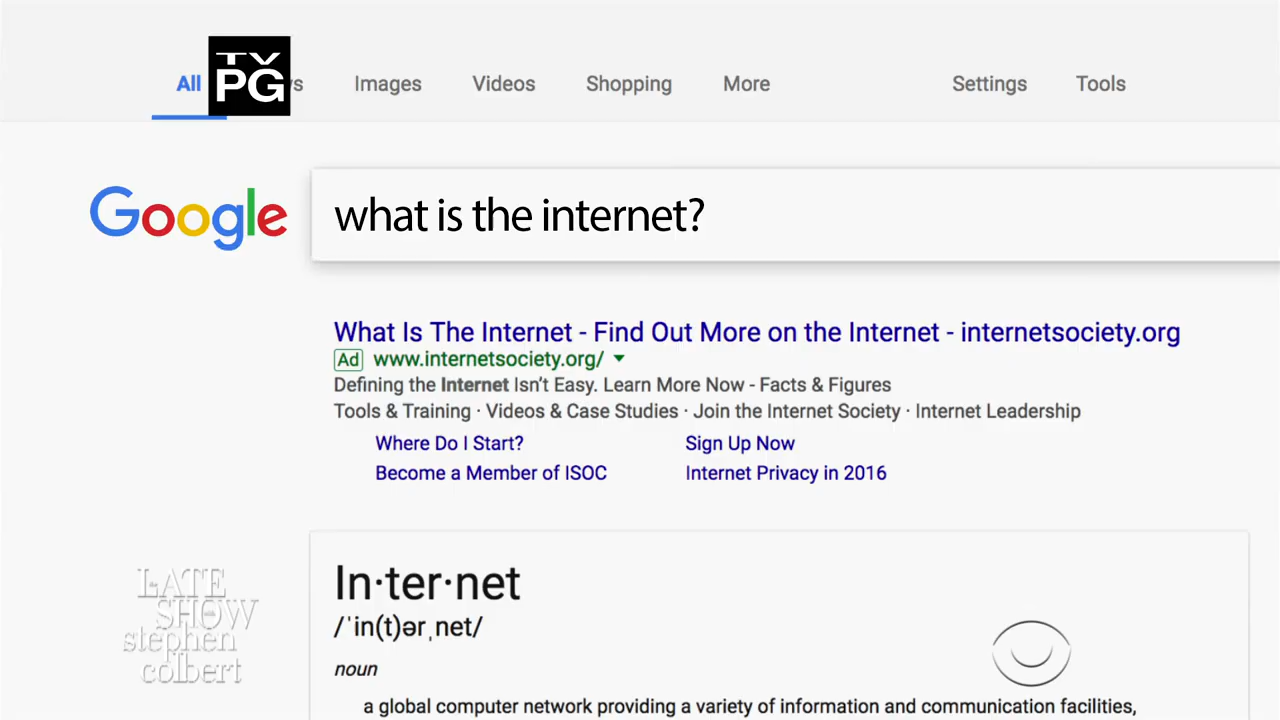 All
TV
PG
s
Images
Videos
Shopping
More
Settings
Tools
Google
what is the internet?
What Is The Internet - Find Out More on the Internet - internetsociety.org
Ad www.internetsociety.org/
Defining the Internet Isn't Easy. Learn More Now - Facts & Figures
Tools & Training · Videos & Case Studies · Join the Internet Society · Internet Leadership
Where Do I Start? Sign Up Now
Become a Member of ISOC Internet Privacy in 2016
In·ter·net
/ˈin(t)ərˌnet/
noun
a global computer network providing a variety of information and communication facilities,
the LATE
SHOW with
stephen
colbert